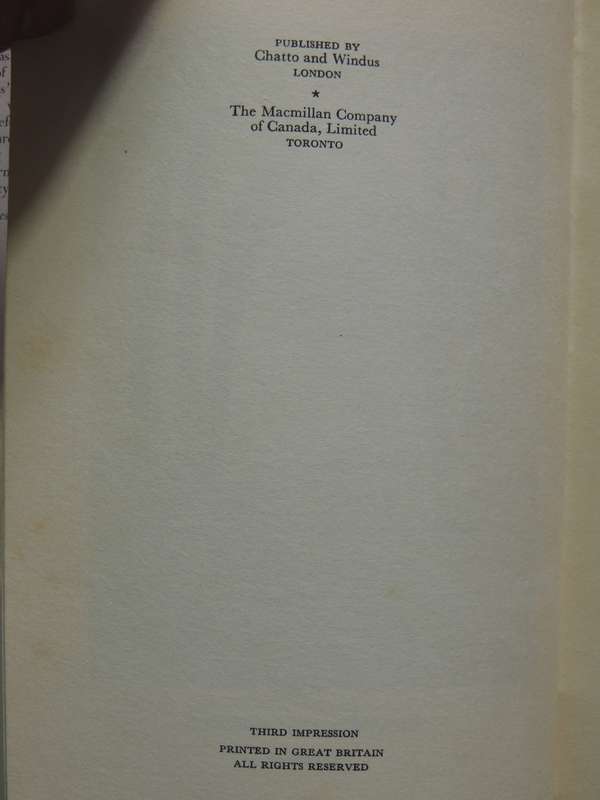 PUBLISHED BY
Chatto and Windus
LONDON
★
The Macmillan Company
of Canada, Limited
TORONTO
THIRD IMPRESSION
PRINTED IN GREAT BRITAIN
ALL RIGHTS RESERVED